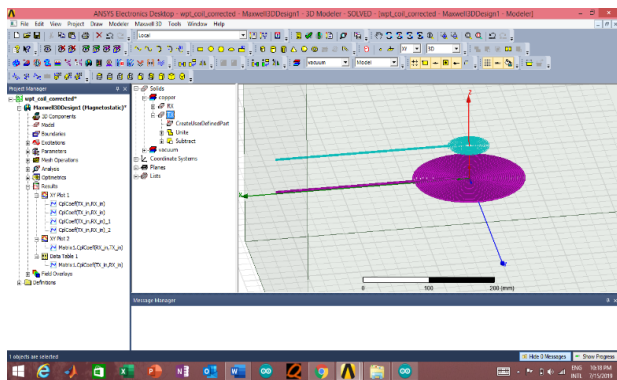 ANSYS Electronics Desktop - wpt_coil_corrected - Maxwell3DDesign1 - 3D Modeler - SOLVED - [wpt_coil_corrected - Maxwell3DDesign1 - Modeler]
File Edit View Project Draw Modeler Maxwell 3D Tools Window Help
Local
XY 3D
vacuum Model
Project Manager
wpt_coil_corrected*
Maxwell3DDesign1 (Magnetostatic)*
3D Components
Model
Boundaries
Excitations
Parameters
Mesh Operations
Analysis
Optimetrics
Results
XY Plot 1
CplCoef(TX_in,RX_in)
CplCoef(TX_in,RX_in)
CplCoef(TX_in,RX_in)_1
CplCoef(TX_in,RX_in)_2
XY Plot 2
Matrix1.CplCoef(RX_in,TX_in)
Data Table 1
Matrix1.CplCoef(TX_in,RX_in)
Field Overlays
Definitions
Solids
copper
RX
TX
CreateUserDefinedPart
Unite
Subtract
vacuum
Coordinate Systems
Planes
Lists
Z
0 100 200 (mm)
Message Manager
1 objects are selected
Hide 0 Messages Show Progress
ENG 10:18 PM
INTL 7/15/2018